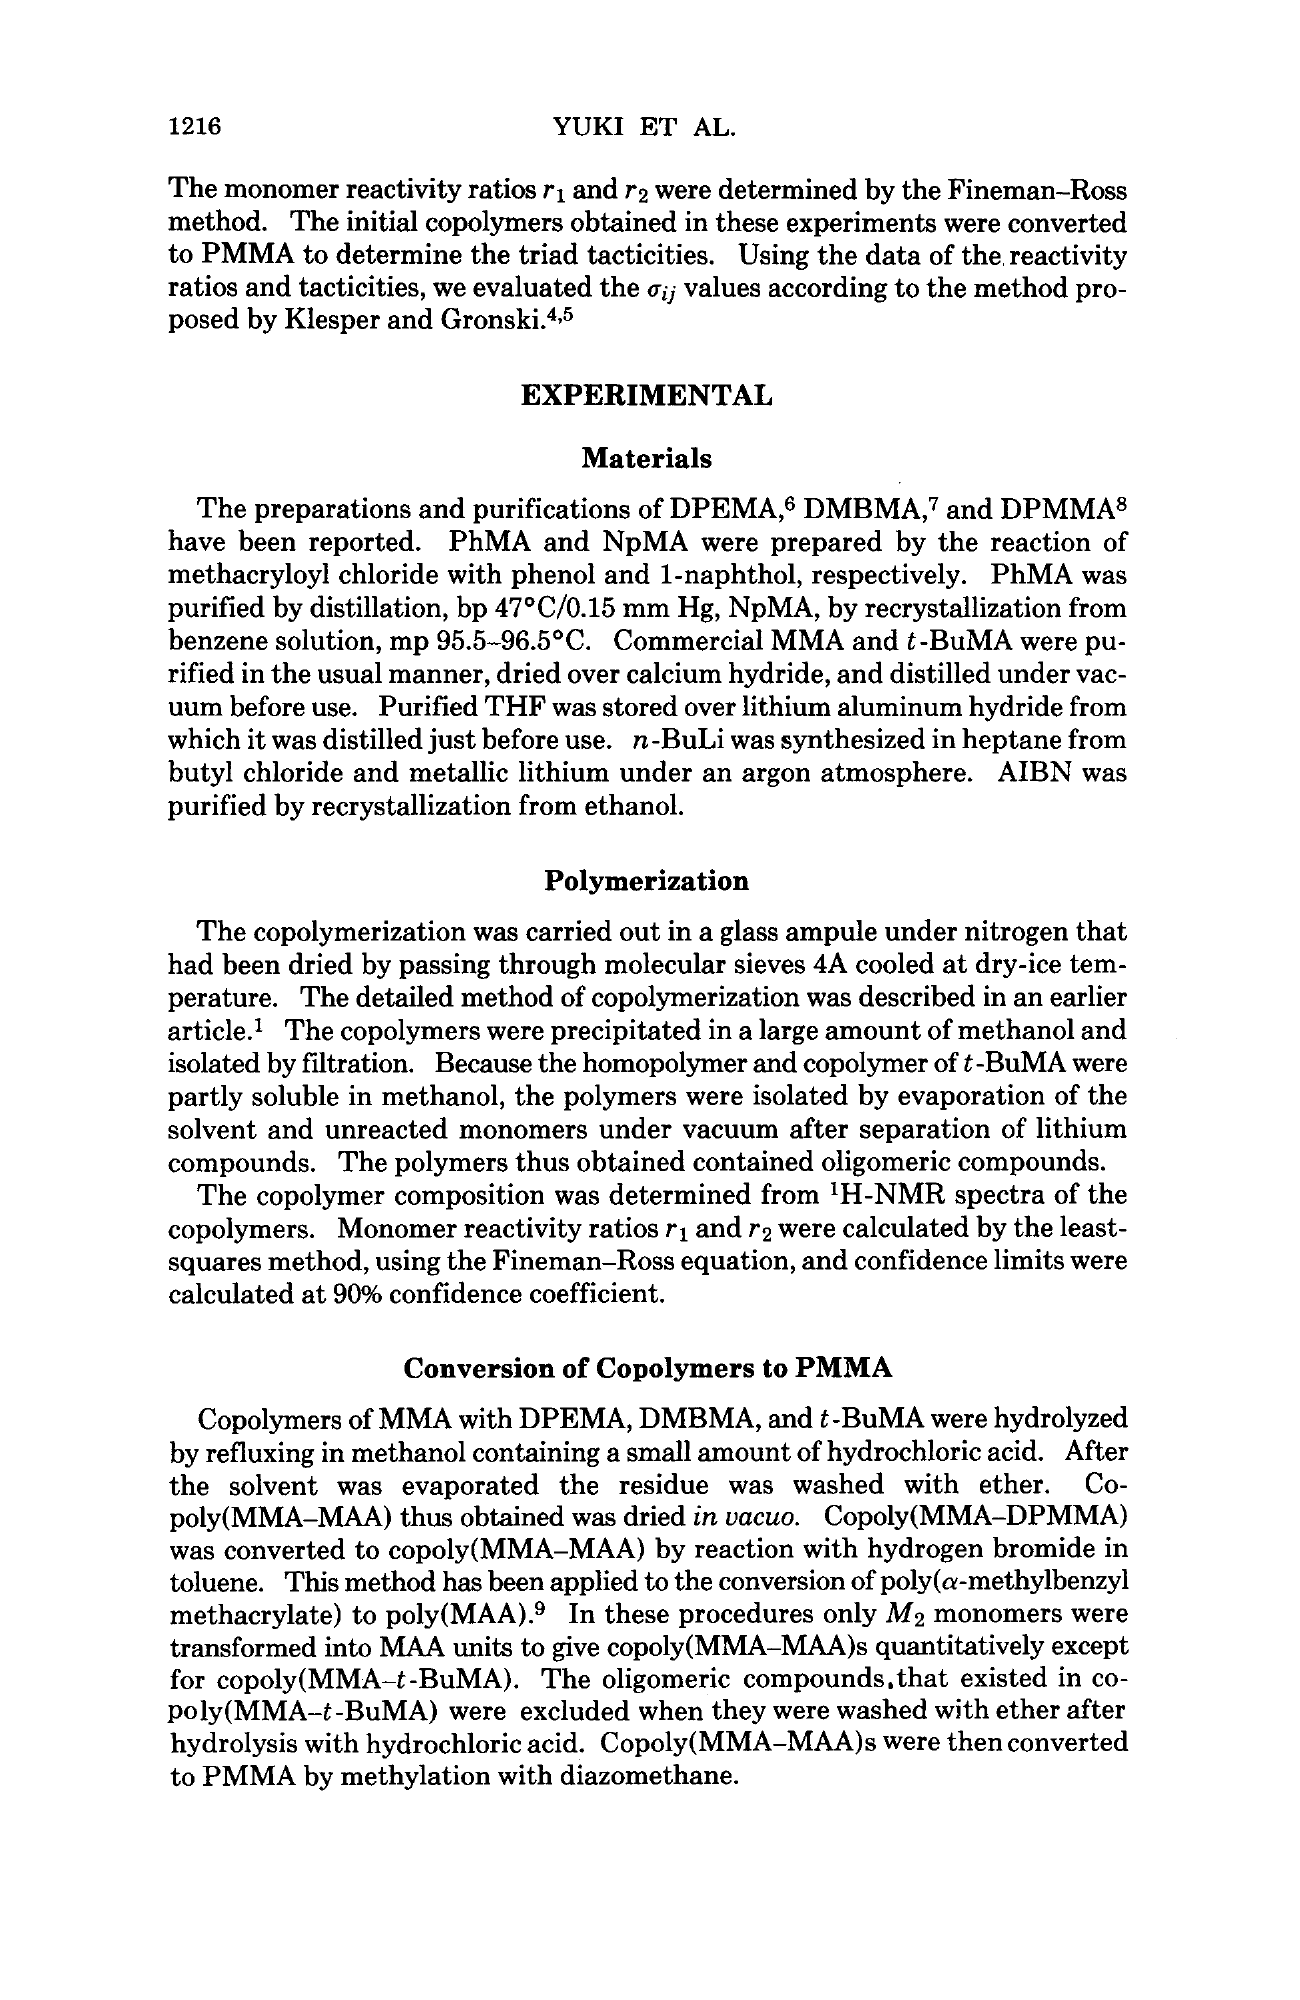 1216 YUKI ET AL.
The monomer reactivity ratios r1 and r2 were determined by the Fineman–Ross
method. The initial copolymers obtained in these experiments were converted
to PMMA to determine the triad tacticities. Using the data of the reactivity
ratios and tacticities, we evaluated the σij values according to the method pro-
posed by Klesper and Gronski.4,5
EXPERIMENTAL
Materials
The preparations and purifications of DPEMA,6 DMBMA,7 and DPMMA8
have been reported. PhMA and NpMA were prepared by the reaction of
methacryloyl chloride with phenol and 1-naphthol, respectively. PhMA was
purified by distillation, bp 47°C/0.15 mm Hg, NpMA, by recrystallization from
benzene solution, mp 95.5–96.5°C. Commercial MMA and t-BuMA were pu-
rified in the usual manner, dried over calcium hydride, and distilled under vac-
uum before use. Purified THF was stored over lithium aluminum hydride from
which it was distilled just before use. n-BuLi was synthesized in heptane from
butyl chloride and metallic lithium under an argon atmosphere. AIBN was
purified by recrystallization from ethanol.
Polymerization
The copolymerization was carried out in a glass ampule under nitrogen that
had been dried by passing through molecular sieves 4A cooled at dry-ice tem-
perature. The detailed method of copolymerization was described in an earlier
article.1 The copolymers were precipitated in a large amount of methanol and
isolated by filtration. Because the homopolymer and copolymer of t-BuMA were
partly soluble in methanol, the polymers were isolated by evaporation of the
solvent and unreacted monomers under vacuum after separation of lithium
compounds. The polymers thus obtained contained oligomeric compounds.
The copolymer composition was determined from 1H-NMR spectra of the
copolymers. Monomer reactivity ratios r1 and r2 were calculated by the least-
squares method, using the Fineman–Ross equation, and confidence limits were
calculated at 90% confidence coefficient.
Conversion of Copolymers to PMMA
Copolymers of MMA with DPEMA, DMBMA, and t-BuMA were hydrolyzed
by refluxing in methanol containing a small amount of hydrochloric acid. After
the solvent was evaporated the residue was washed with ether. Co-
poly(MMA–MAA) thus obtained was dried in vacuo. Copoly(MMA–DPMMA)
was converted to copoly(MMA–MAA) by reaction with hydrogen bromide in
toluene. This method has been applied to the conversion of poly(α-methylbenzyl
methacrylate) to poly(MAA).9 In these procedures only M2 monomers were
transformed into MAA units to give copoly(MMA–MAA)s quantitatively except
for copoly(MMA–t-BuMA). The oligomeric compounds that existed in co-
poly(MMA–t-BuMA) were excluded when they were washed with ether after
hydrolysis with hydrochloric acid. Copoly(MMA–MAA)s were then converted
to PMMA by methylation with diazomethane.